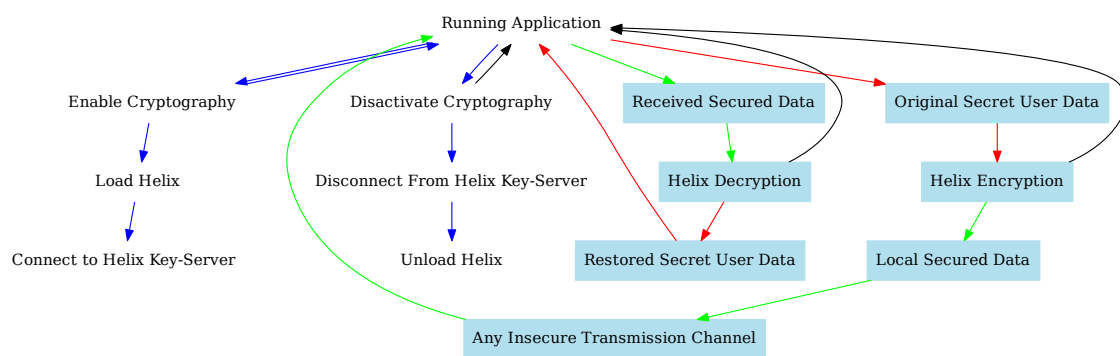 Running Application
Enable Cryptography
Disactivate Cryptography
Received Secured Data
Original Secret User Data
Load Helix
Disconnect From Helix Key-Server
Helix Decryption
Helix Encryption
Connect to Helix Key-Server
Unload Helix
Restored Secret User Data
Local Secured Data
Any Insecure Transmission Channel